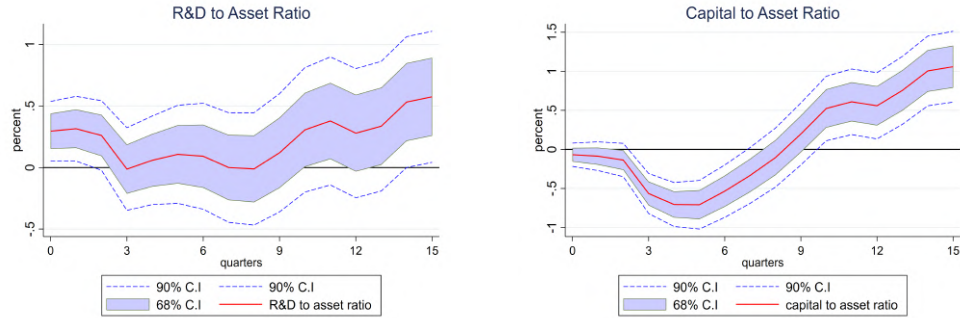 R&D to Asset Ratio
percent
1
.5
0
-.5
0 3 6 9 12 15
quarters
90% C.I 90% C.I
68% C.I R&D to asset ratio
Capital to Asset Ratio
percent
1.5
1
.5
0
-.5
-1
0 3 6 9 12 15
quarters
90% C.I 90% C.I
68% C.I capital to asset ratio